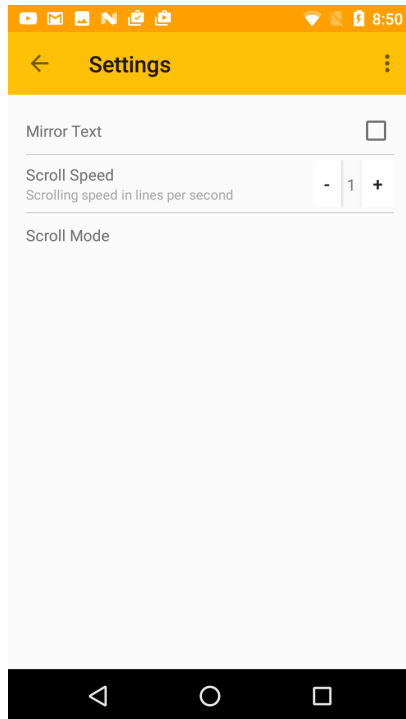 8:50
Settings
Mirror Text
Scroll Speed
Scrolling speed in lines per second
- 1 +
Scroll Mode